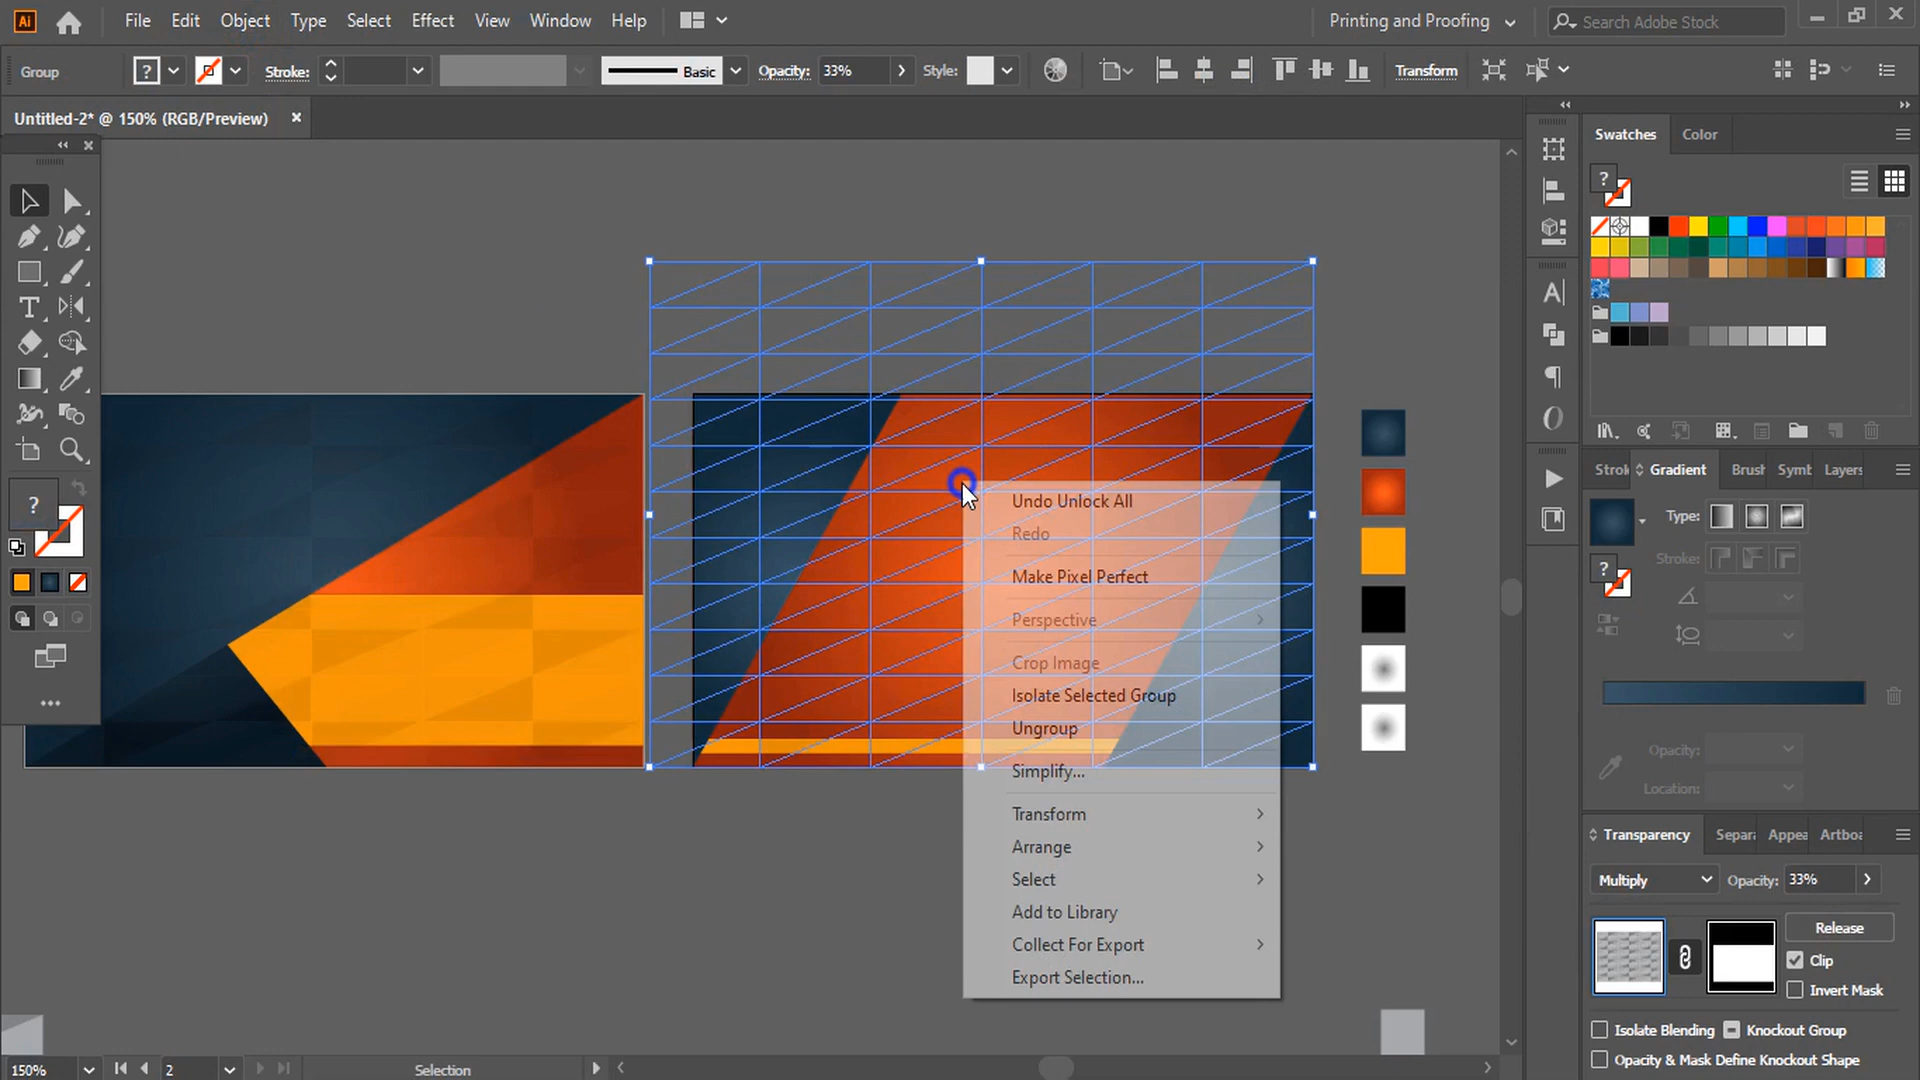 Ai File Edit Object Type Select Effect View Window Help Printing and Proofing Search Adobe Stock
Group ? Stroke: Basic Opacity: 33% Style: Transform
Untitled-2* @ 150% (RGB/Preview)
Swatches Color
?
T
?
Undo Unlock All
Redo
Make Pixel Perfect
Perspective
Crop Image
Isolate Selected Group
Ungroup
Simplify...
Transform
Arrange
Select
Add to Library
Collect For Export
Export Selection...
Strok Gradient Brush Symb Layers
Type:
Stroke:
?
Opacity:
Location:
Transparency Separ Appea Artboa
Multiply Opacity: 33%
Release
Clip
Invert Mask
Isolate Blending Knockout Group
Opacity & Mask Define Knockout Shape
150% 2 Selection